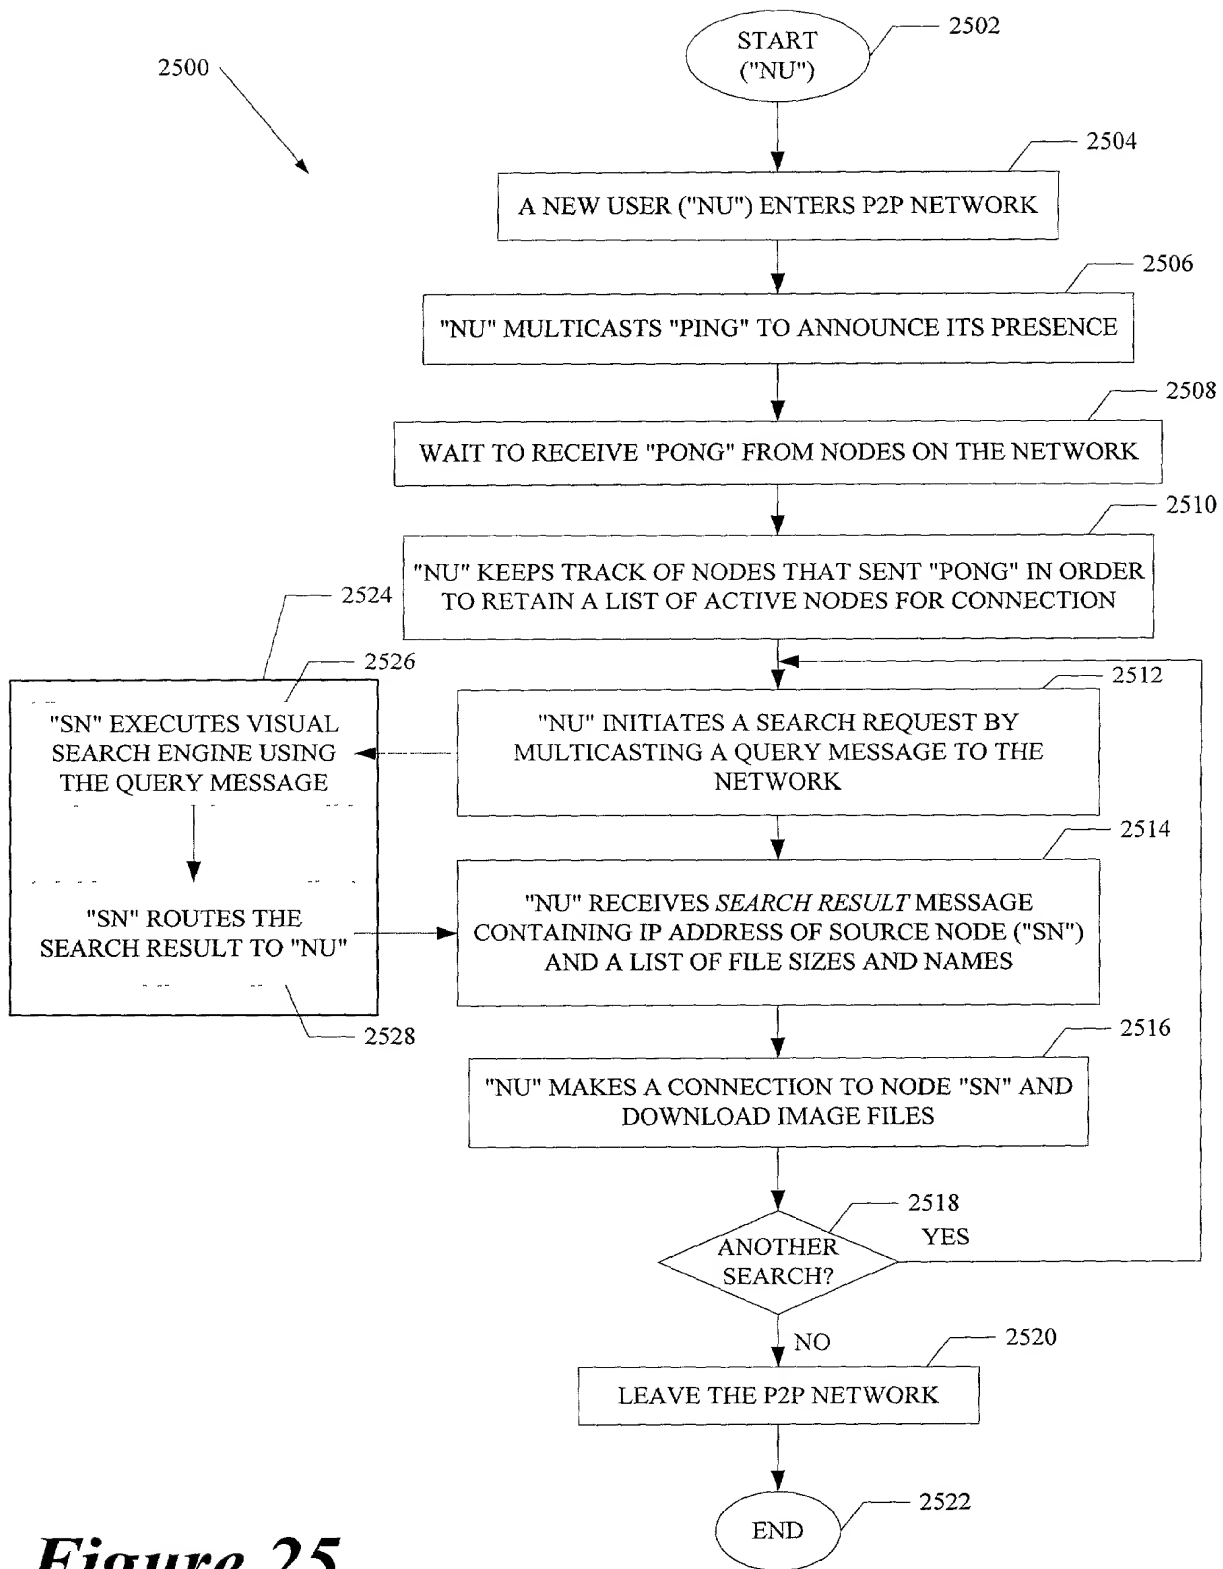 2502
START
("NU")
2500
2504
A NEW USER ("NU") ENTERS P2P NETWORK
2506
"NU" MULTICASTS "PING" TO ANNOUNCE ITS PRESENCE
2508
WAIT TO RECEIVE "PONG" FROM NODES ON THE NETWORK
2510
"NU" KEEPS TRACK OF NODES THAT SENT "PONG" IN ORDER
TO RETAIN A LIST OF ACTIVE NODES FOR CONNECTION
2524
2526
"SN" EXECUTES VISUAL
SEARCH ENGINE USING
THE QUERY MESSAGE
2512
"NU" INITIATES A SEARCH REQUEST BY
MULTICASTING A QUERY MESSAGE TO THE
NETWORK
2514
"NU" RECEIVES SEARCH RESULT MESSAGE
CONTAINING IP ADDRESS OF SOURCE NODE ("SN")
AND A LIST OF FILE SIZES AND NAMES
"SN" ROUTES THE
SEARCH RESULT TO "NU"
2528
2516
"NU" MAKES A CONNECTION TO NODE "SN" AND
DOWNLOAD IMAGE FILES
2518
ANOTHER
SEARCH?
YES
NO
2520
LEAVE THE P2P NETWORK
2522
END
Figure 25